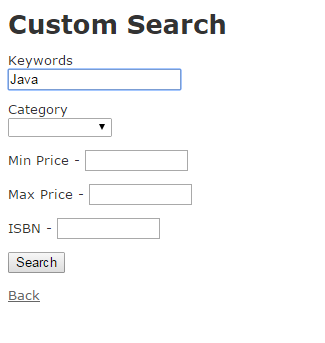 Custom Search
Keywords
Java
Category
Min Price -
Max Price -
ISBN -
Search
Back